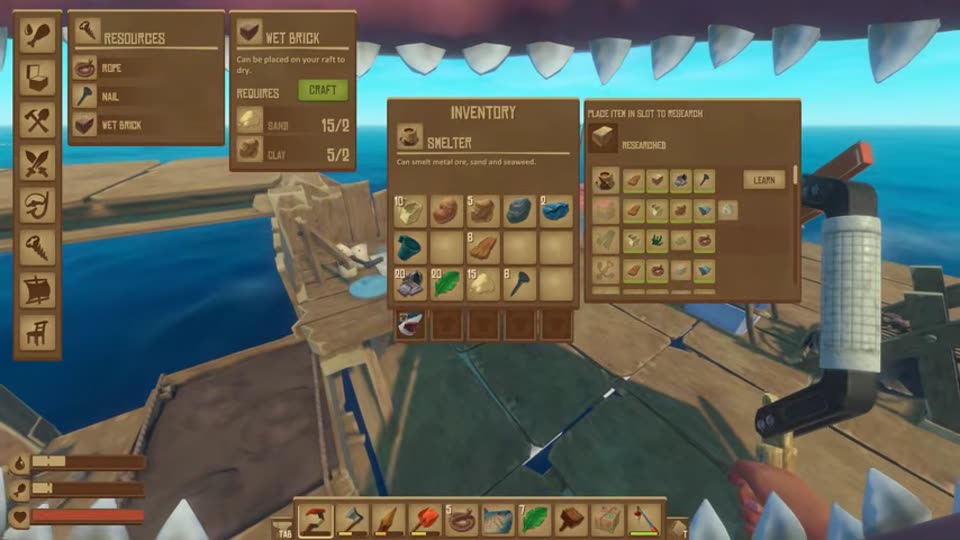 RESOURCES
ROPE
NAIL
WET BRICK
WET BRICK
Can be placed on your raft to
dry.
REQUIRES
CRAFT
SAND 15/2
CLAY 5/2
INVENTORY
SMELTER
Can smelt metal ore, sand and seaweed.
10
5
2
8
20
20
15
8
PLACE ITEM IN SLOT TO RESEARCH
RESEARCHED
LEARN
TAB
5
7
T